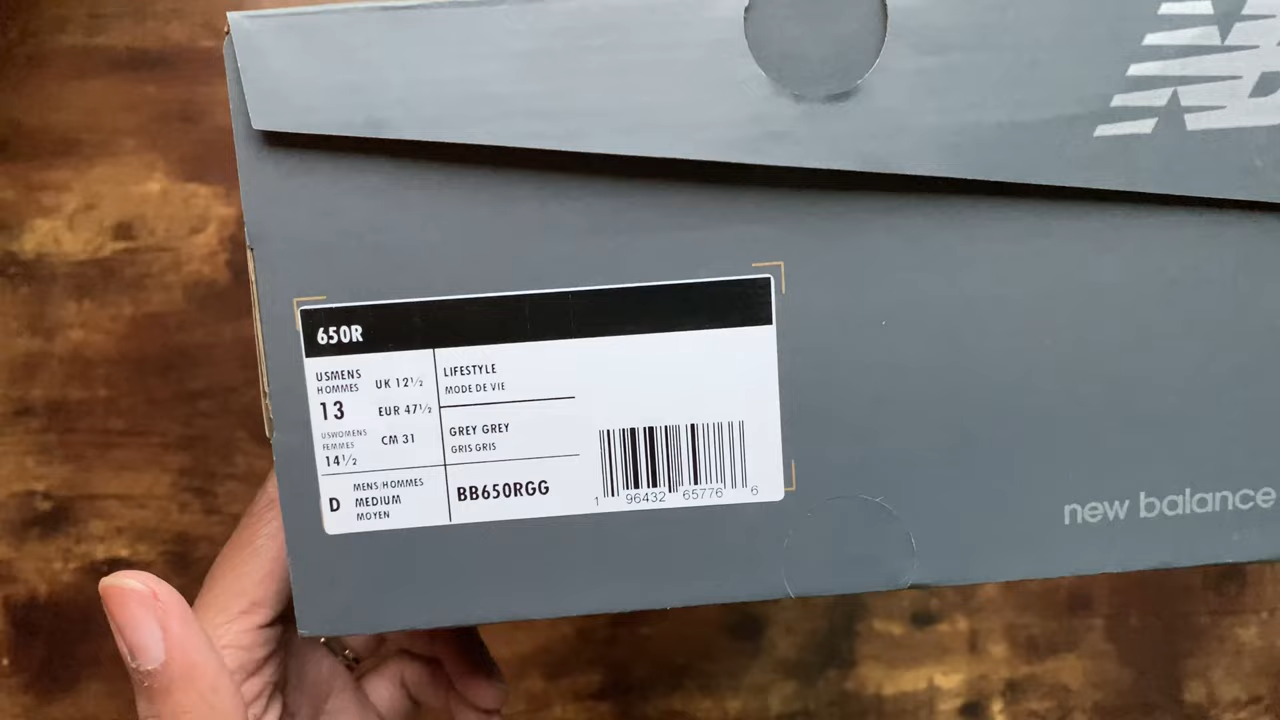 650R
USMENS
HOMMES
13
UK 12½
EUR 47½
CM 31
USWOMENS
FEMMES
14½
D
MENS/HOMMES
MEDIUM
MOYEN
LIFESTYLE
MODE DE VIE
GREY GREY
GRIS GRIS
BB650RGG
1 96432 65776 6
new balance